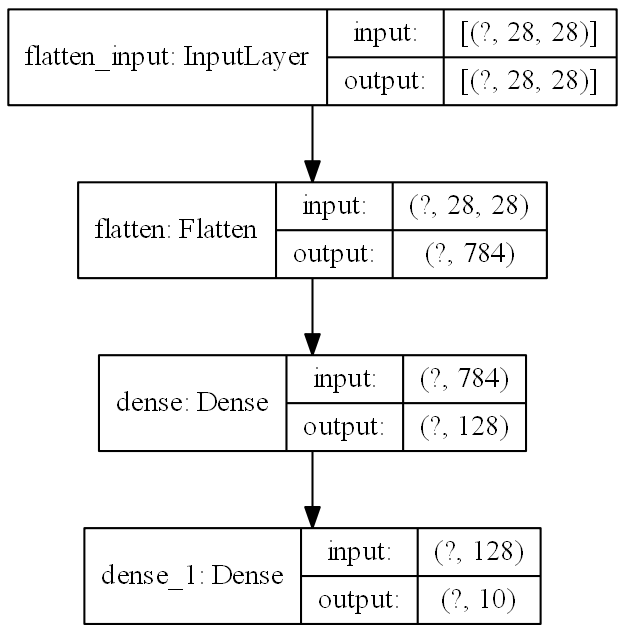 flatten_input: InputLayer
input: [(?, 28, 28)]
output: [(?, 28, 28)]
flatten: Flatten
input: (?, 28, 28)
output: (?, 784)
dense: Dense
input: (?, 784)
output: (?, 128)
dense_1: Dense
input: (?, 128)
output: (?, 10)